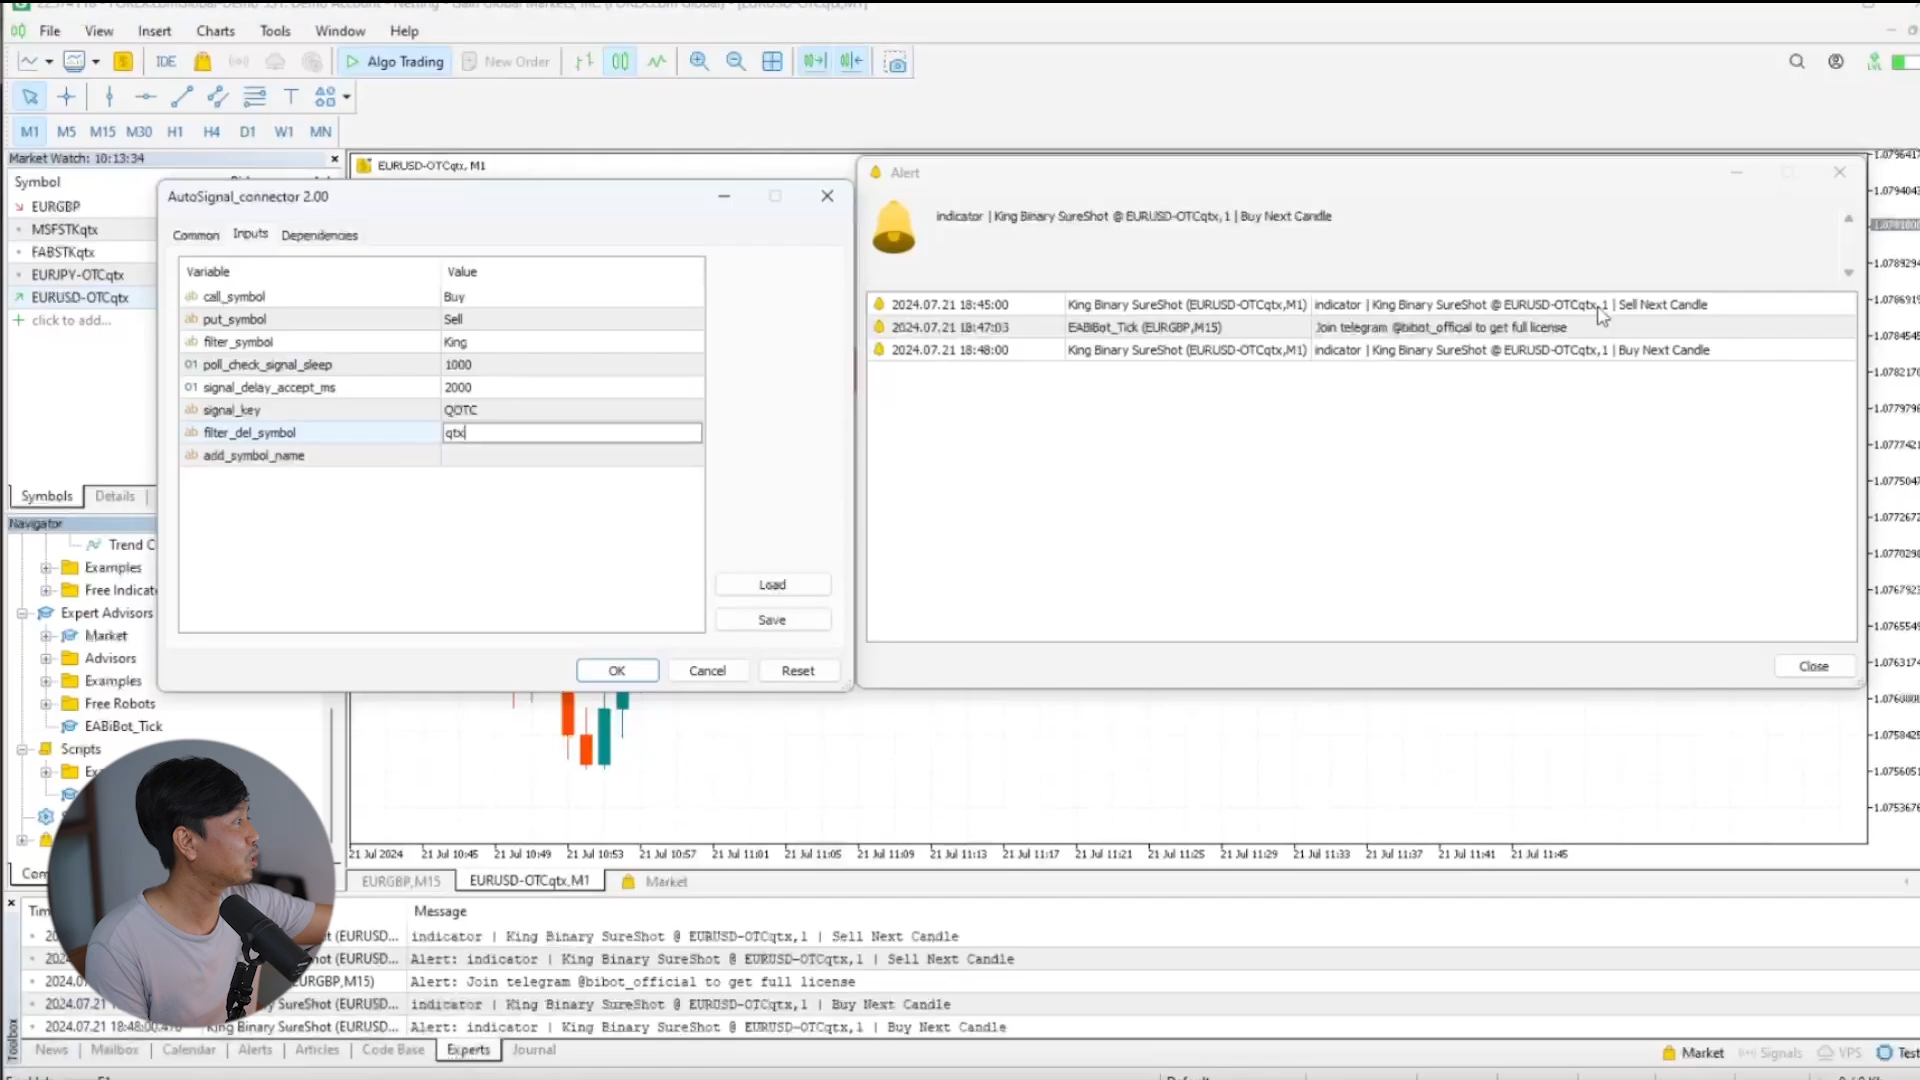 File View Insert Charts Tools Window Help
IDE Algo Trading New Order
M1 M5 M15 M30 H1 H4 D1 W1 MN
Market Watch: 10:13:34
Symbol
EURGBP
MSFSTKqtx
FABSTKqtx
EURJPY-OTCqtx
EURUSD-OTCqtx
click to add...
Symbols Details
Navigator
Trend C
Examples
Free Indicat
Expert Advisors
Market
Advisors
Examples
Free Robots
EABiBot_Tick
Scripts
EURUSD-OTCqtx, M1
AutoSignal_connector 2.00
Common Inputs Dependencies
Variable Value
call_symbol Buy
put_symbol Sell
filter_symbol King
poll_check_signal_sleep 1000
signal_delay_accept_ms 2000
signal_key QOTC
filter_del_symbol qtx
add_symbol_name
Load
Save
OK Cancel Reset
Alert
indicator | King Binary SureShot @ EURUSD-OTCqtx,1 | Buy Next Candle
2024.07.21 18:45:00 King Binary SureShot (EURUSD-OTCqtx,M1) indicator | King Binary SureShot @ EURUSD-OTCqtx,1 | Sell Next Candle
2024.07.21 18:47:03 EABiBot_Tick (EURGBP,M15) Join telegram @bibot_official to get full license
2024.07.21 18:48:00 King Binary SureShot (EURUSD-OTCqtx,M1) indicator | King Binary SureShot @ EURUSD-OTCqtx,1 | Buy Next Candle
Close
21 Jul 2024 21 Jul 10:45 21 Jul 10:49 21 Jul 10:53 21 Jul 10:57 21 Jul 11:01 21 Jul 11:05 21 Jul 11:09 21 Jul 11:13 21 Jul 11:17 21 Jul 11:21 21 Jul 11:25 21 Jul 11:29 21 Jul 11:33 21 Jul 11:37 21 Jul 11:41 21 Jul 11:45
EURGBP,M15 EURUSD-OTCqtx,M1 Market
Message
(EURUSD... indicator | King Binary SureShot @ EURUSD-OTCqtx,1 | Sell Next Candle
(EURUSD... Alert: indicator | King Binary SureShot @ EURUSD-OTCqtx,1 | Sell Next Candle
Alert: Join telegram @bibot_official to get full license
SureShot (EURUSD... indicator | King Binary SureShot @ EURUSD-OTCqtx,1 | Buy Next Candle
King Binary SureShot (EURUSD... Alert: indicator | King Binary SureShot @ EURUSD-OTCqtx,1 | Buy Next Candle
Toolbox
News Mailbox Calendar Alerts Articles Code Base Experts Journal
Market Signals VPS Test